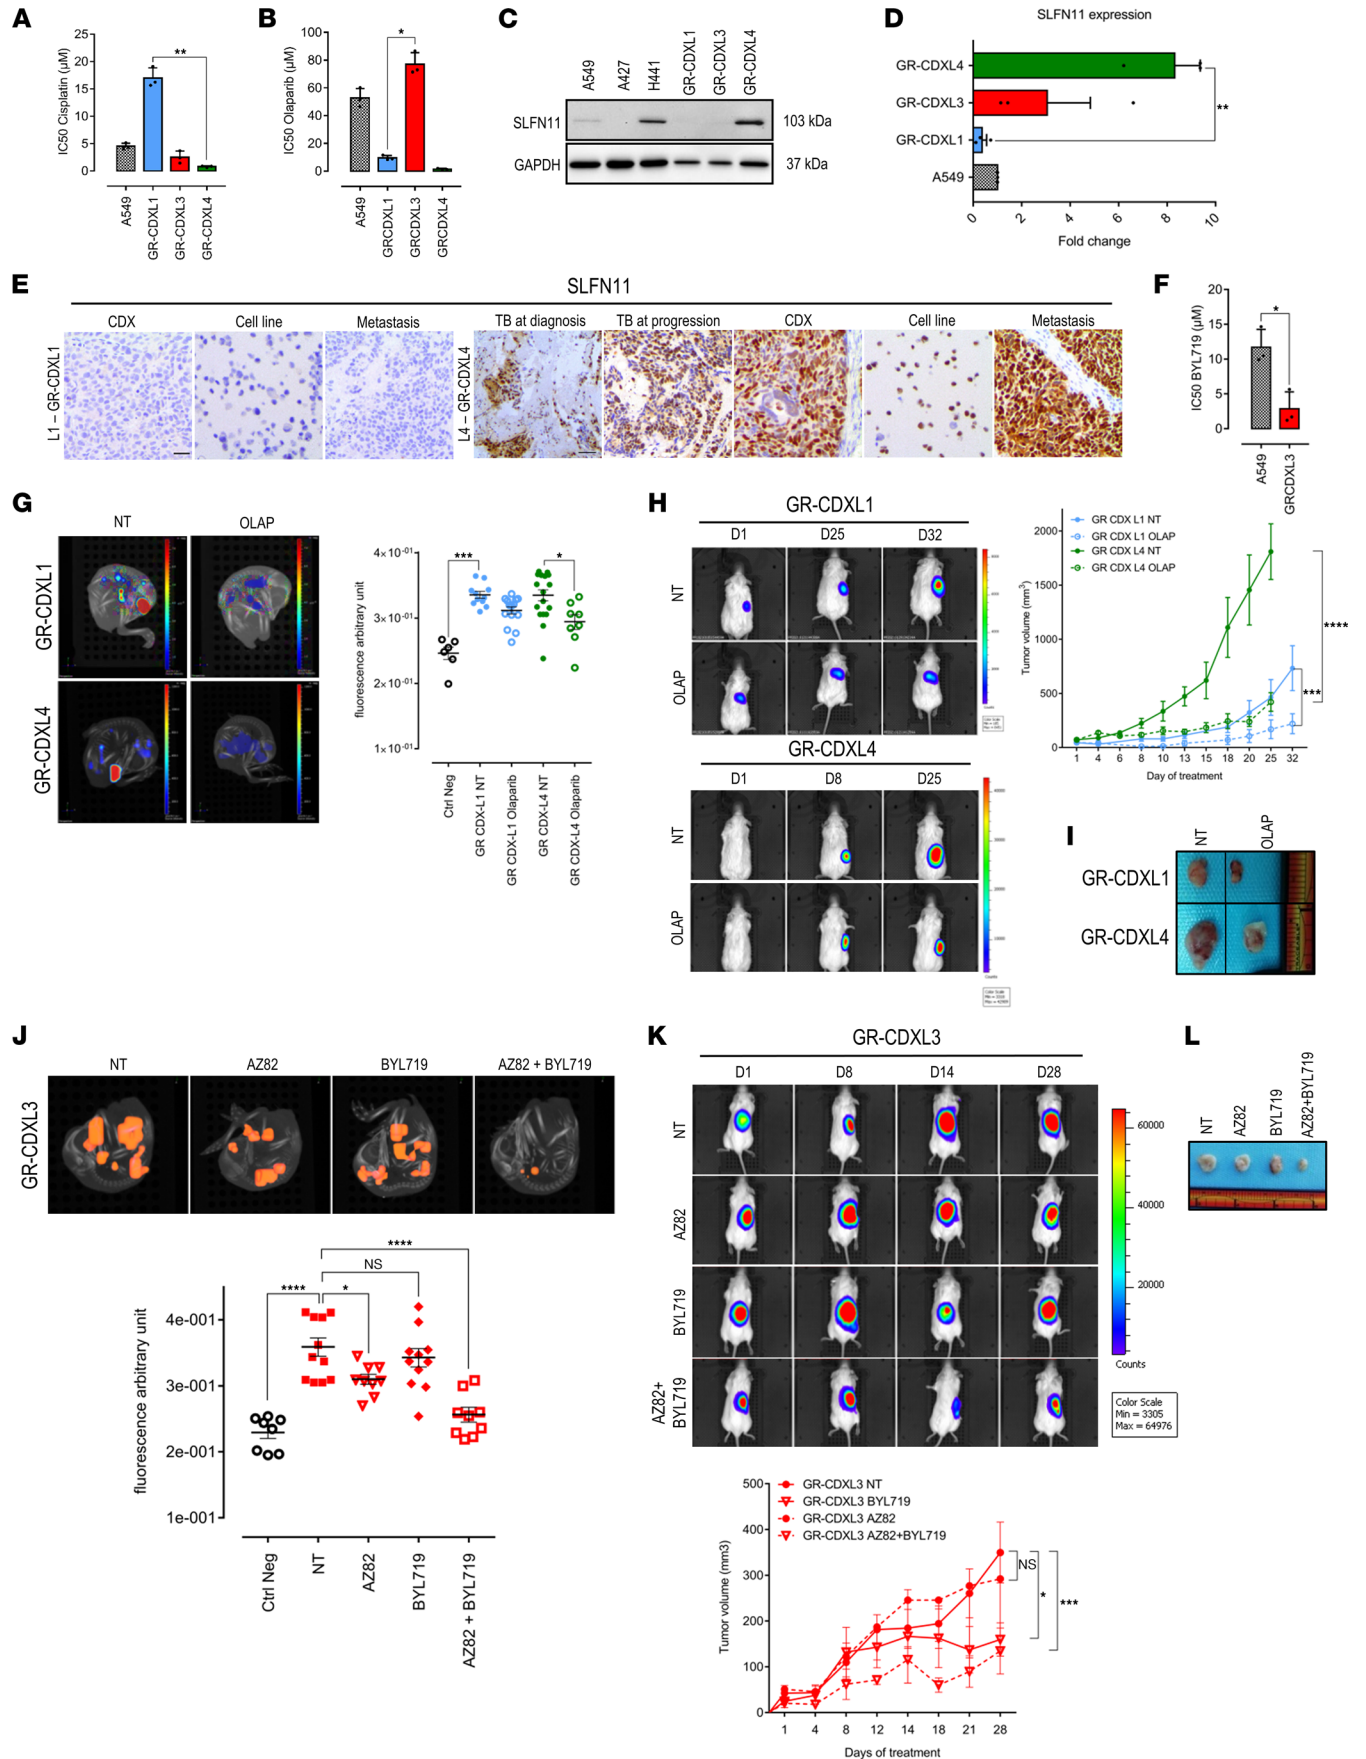 A
IC50 Cisplatin (µM)
25
20
15
10
5
0
**
A549
GR-CDXL1
GR-CDXL3
GR-CDXL4
B
IC50 Olaparib (µM)
100
80
60
40
20
0
*
A549
GRCDXL1
GRCDXL3
GRCDXL4
C
A549
A427
H441
GR-CDXL1
GR-CDXL3
GR-CDXL4
SLFN11
103 kDa
GAPDH
37 kDa
D
SLFN11 expression
GR-CDXL4
GR-CDXL3
GR-CDXL1
A549
**
0
2
4
6
8
10
Fold change
E
SLFN11
CDX
Cell line
Metastasis
TB at diagnosis
TB at progression
CDX
Cell line
Metastasis
L1 – GR-CDXL1
L4 – GR-CDXL4
F
IC50 BYL719 (µM)
20
15
10
5
0
*
A549
GRCDXL3
G
NT
OLAP
GR-CDXL1
GR-CDXL4
fluorescence arbitrary unit
4×10-01
3×10-01
2×10-01
1×10-01
***
*
Ctrl Neg
GR CDX-L1 NT
GR CDX-L1 Olaparib
GR CDX-L4 NT
GR CDX-L4 Olaparib
H
GR-CDXL1
D1
D25
D32
NT
OLAP
GR-CDXL4
D1
D8
D25
NT
OLAP
Counts
Counts
GR CDX L1 NT
GR CDX L1 OLAP
GR CDX L4 NT
GR CDX L4 OLAP
Tumor volume (mm3)
2000
1500
1000
500
0
****
***
1
4
6
8
10
13
15
18
20
25
32
Day of treatment
I
NT
OLAP
GR-CDXL1
GR-CDXL4
J
NT
AZ82
BYL719
AZ82 + BYL719
GR-CDXL3
fluorescence arbitrary unit
4e-001
3e-001
2e-001
1e-001
****
NS
****
*
Ctrl Neg
NT
AZ82
BYL719
AZ82 + BYL719
K
GR-CDXL3
D1
D8
D14
D28
NT
AZ82
BYL719
AZ82+
BYL719
60000
40000
20000
Counts
Color Scale
Min = 3305
Max = 64976
GR-CDXL3 NT
GR-CDXL3 BYL719
GR-CDXL3 AZ82
GR-CDXL3 AZ82+BYL719
Tumor volume (mm3)
500
400
300
200
100
0
NS
*
***
1
4
8
12
14
18
21
28
Days of treatment
L
NT
AZ82
BYL719
AZ82+BYL719